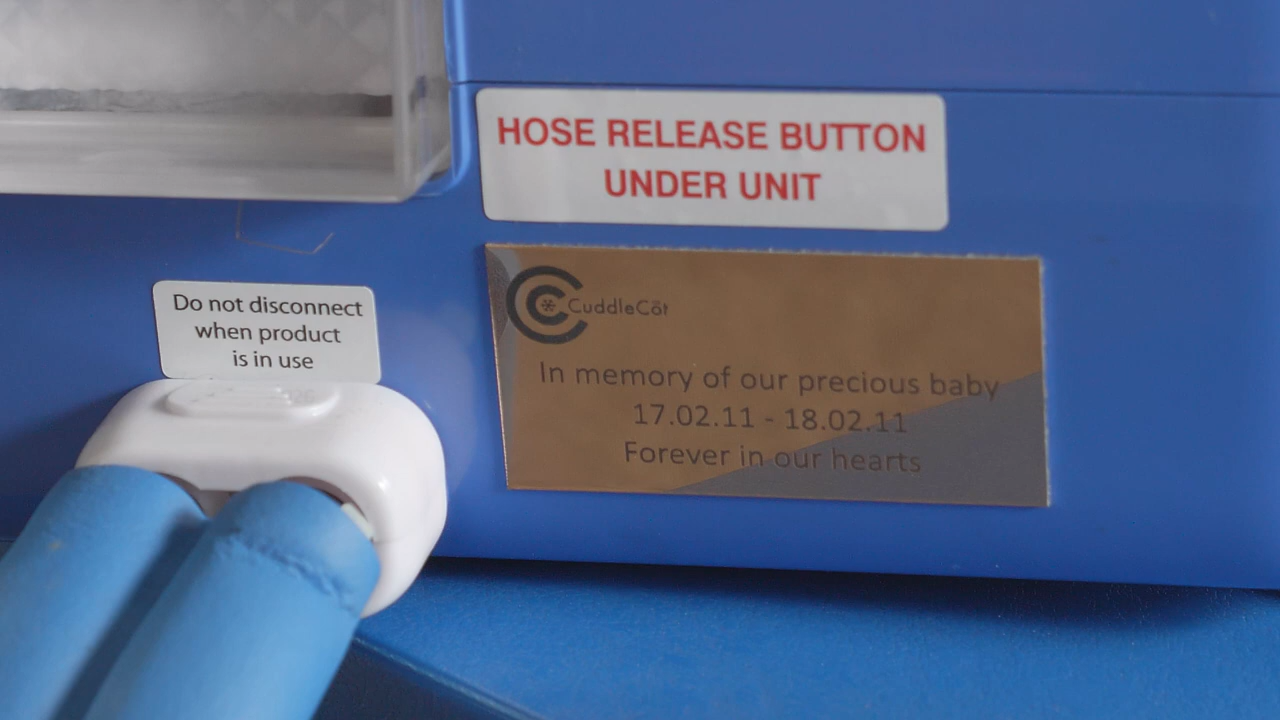 HOSE RELEASE BUTTON
UNDER UNIT
Do not disconnect
when product
is in use
CuddleCot
In memory of our precious baby
17.02.11 - 18.02.11
Forever in our hearts